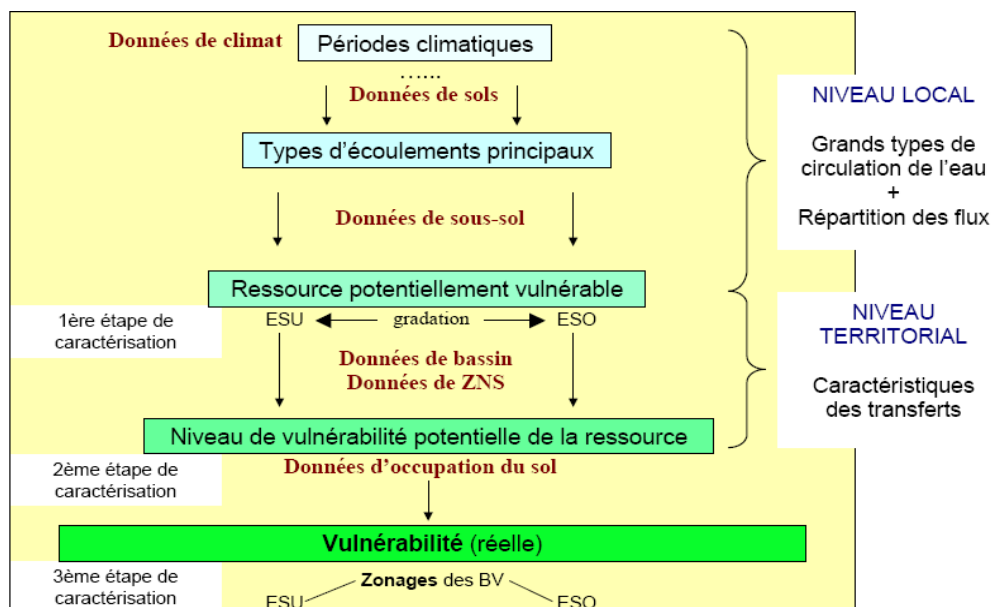 Données de climat
Périodes climatiques
......
Données de sols
Types d'écoulements principaux
Données de sous-sol
Ressource potentiellement vulnérable
1ère étape de
caractérisation
ESU gradation ESO
Données de bassin
Données de ZNS
Niveau de vulnérabilité potentielle de la ressource
2ème étape de
caractérisation
Données d'occupation du sol
Vulnérabilité (réelle)
3ème étape de
caractérisation
Zonages des BV
ESU ESO
NIVEAU LOCAL
Grands types de
circulation de l'eau
+
Répartition des flux
NIVEAU
TERRITORIAL
Caractéristiques
des transferts